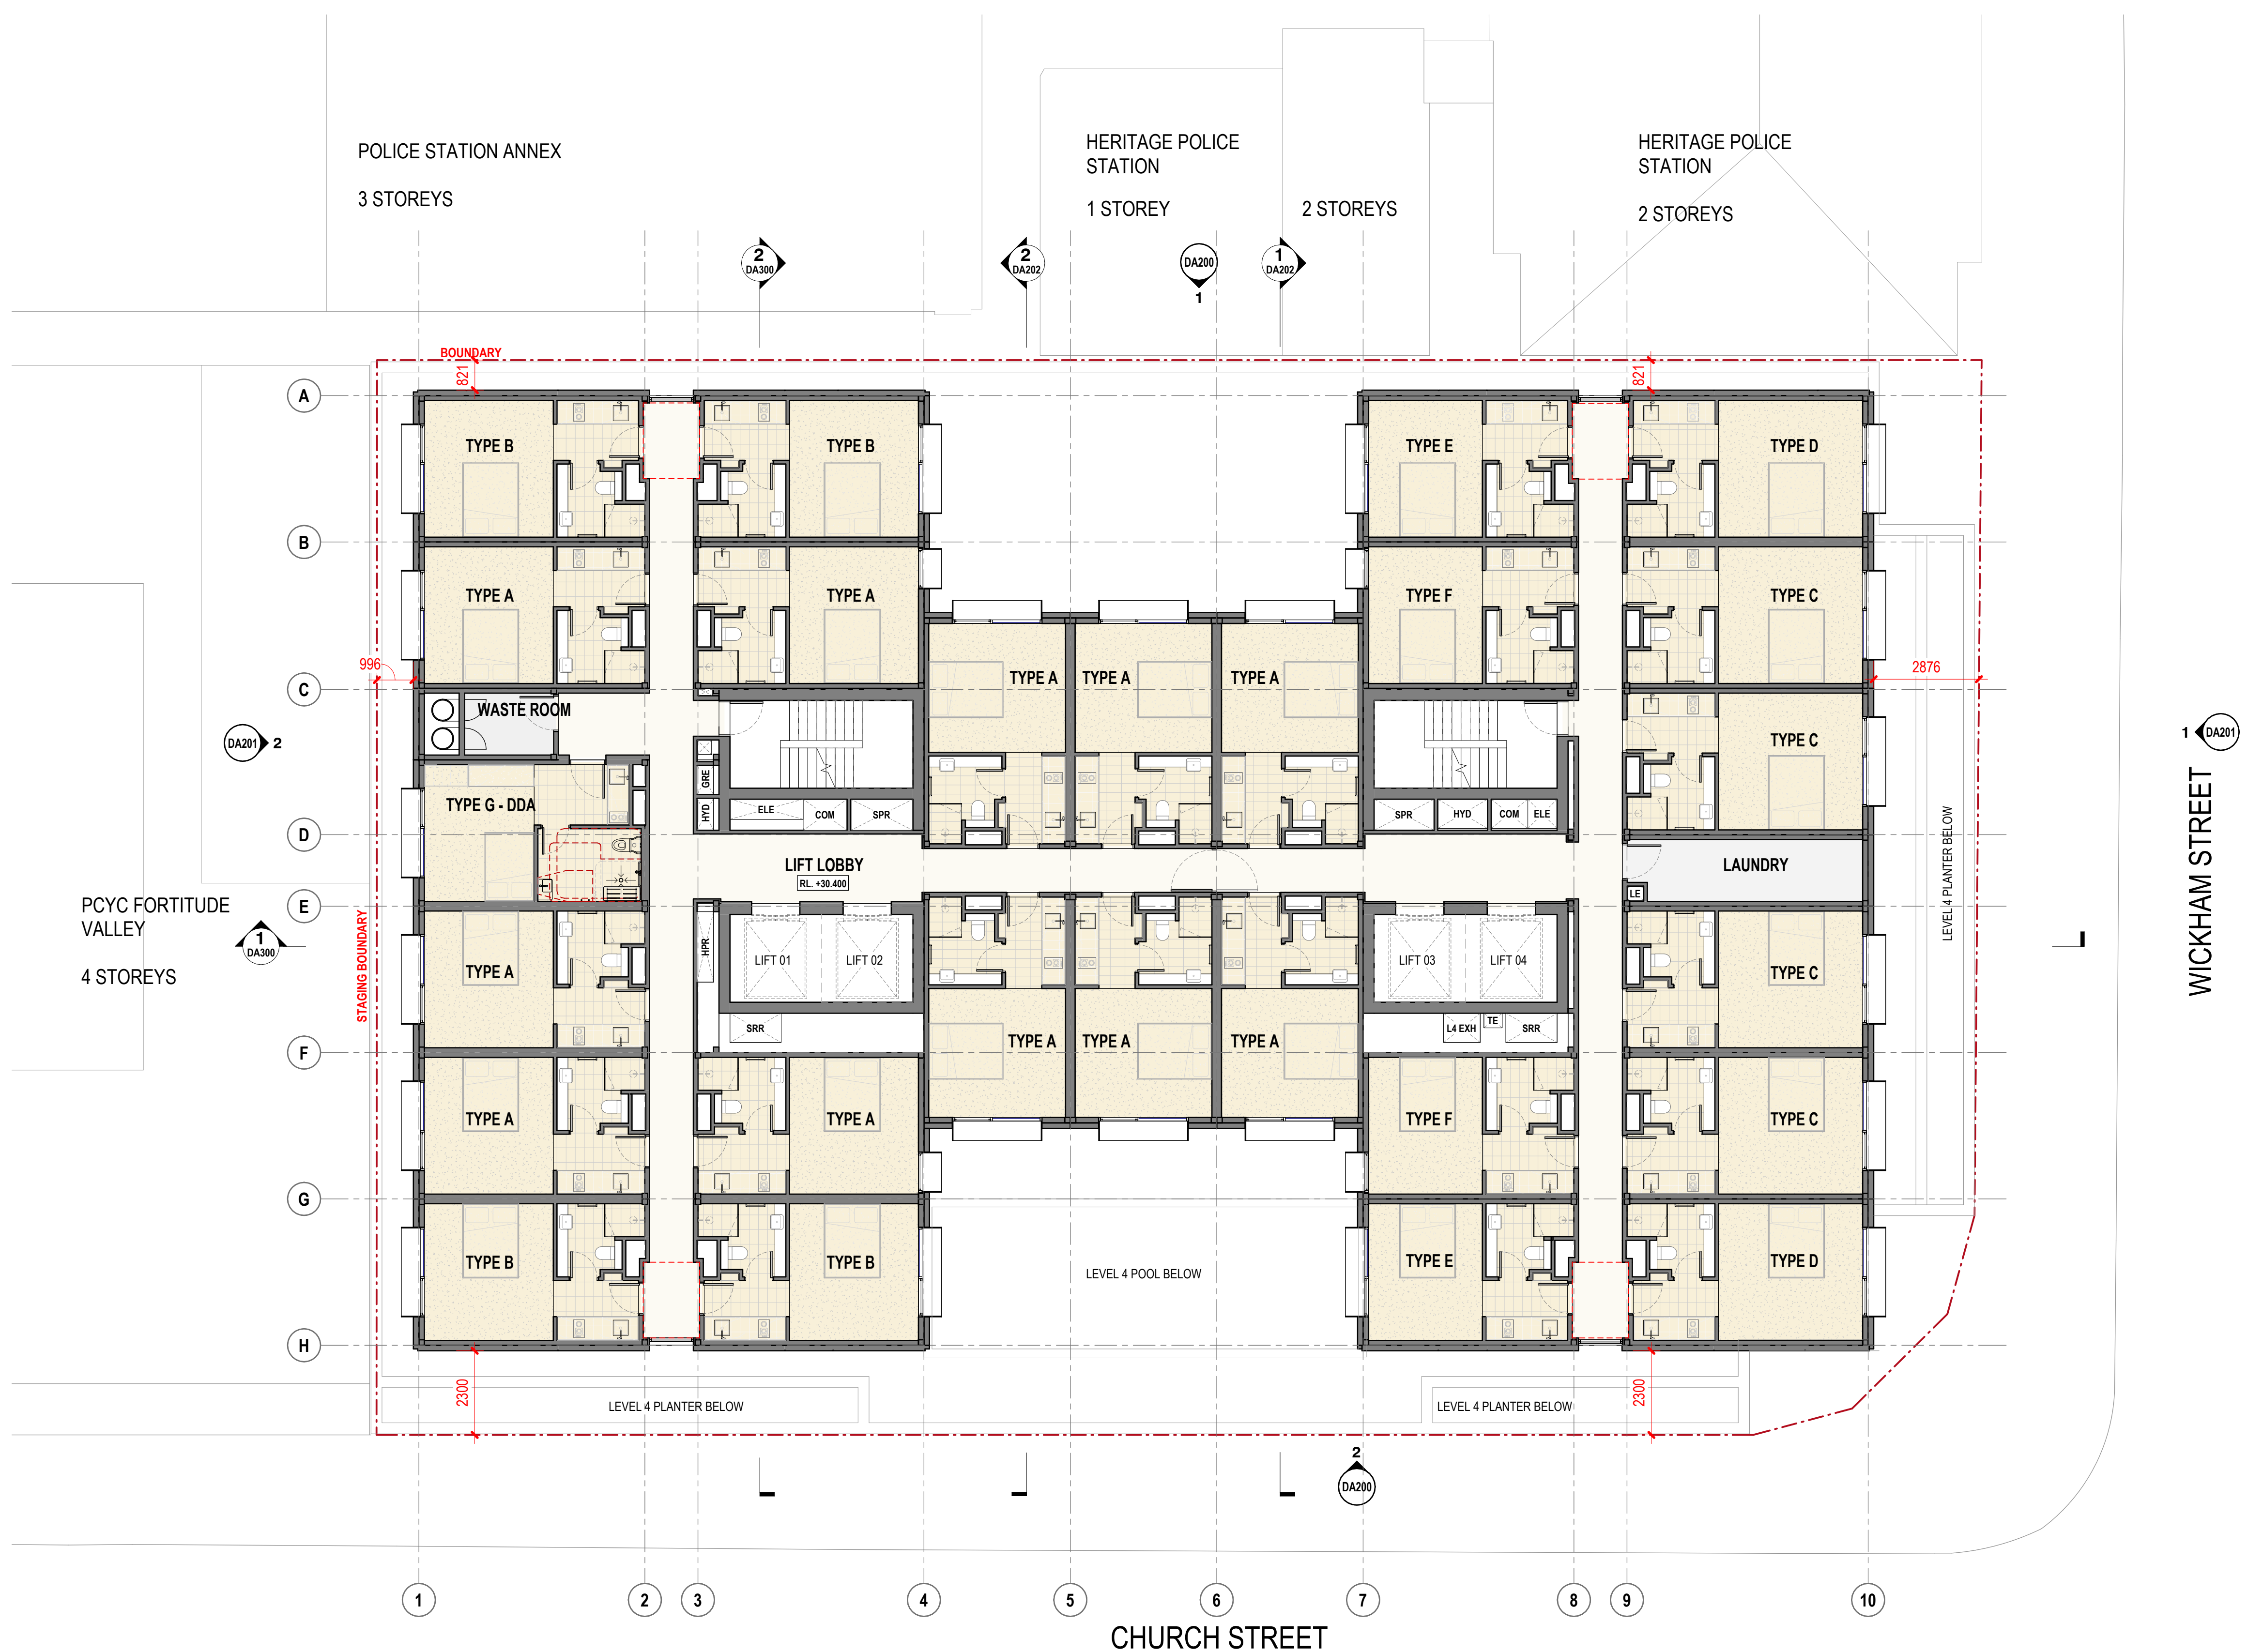 POLICE STATION ANNEX
3 STOREYS
HERITAGE POLICE
STATION
1 STOREY
2 STOREYS
HERITAGE POLICE
STATION
2 STOREYS
2
DA300
2
DA202
DA200
1
1
DA202
BOUNDARY
821
821
A
TYPE B
TYPE B
TYPE E
TYPE D
B
TYPE A
TYPE A
TYPE F
TYPE C
996
2876
C
TYPE A
TYPE A
TYPE A
WASTE ROOM
TYPE C
DA201
2
1
DA201
GRE
HYD
ELE
COM
SPR
SPR
HYD
COM
ELE
TYPE G - DDA
D
LIFT LOBBY
RL. +30.400
LAUNDRY
LE
LEVEL 4 PLANTER BELOW
WICKHAM STREET
E
PCYC FORTITUDE
VALLEY
4 STOREYS
1
DA300
STAGING BOUNDARY
TYPE A
HPR
LIFT 01
LIFT 02
LIFT 03
LIFT 04
TYPE C
SRR
L4 EXH
TE
SRR
F
TYPE A
TYPE A
TYPE A
TYPE A
TYPE A
TYPE F
TYPE C
G
TYPE B
TYPE B
LEVEL 4 POOL BELOW
TYPE E
TYPE D
H
2300
2300
LEVEL 4 PLANTER BELOW
LEVEL 4 PLANTER BELOW
2
DA200
1
2
3
4
5
6
7
8
9
10
CHURCH STREET